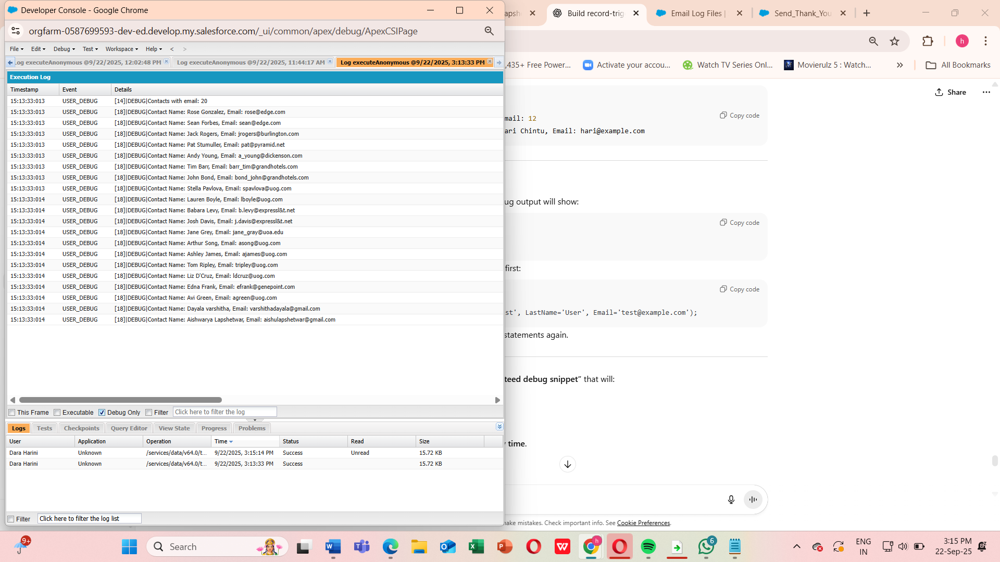 Developer Console - Google Chrome
apsh
Build record-trig
Email Log Files |
Send_Thank_You
orgfarm-0587699593-dev-ed.develop.my.salesforce.com/_ui/common/apex/debug/ApexCSIPage
h
File Edit Debug Test Workspace Help < >
,435+ Free Power...
Activate your accou...
Watch TV Series Onl...
Movierulz 5 : Watch...
All Bookmarks
Log executeAnonymous @9/22/2025, 12:02:48 PM
Log executeAnonymous @9/22/2025, 11:44:17 AM
Log executeAnonymous @9/22/2025, 3:13:33 PM
Execution Log
Timestamp Event Details
15:13:33:013 USER_DEBUG [14]|DEBUG|Contacts with email: 20
15:13:33:013 USER_DEBUG [18]|DEBUG|Contact Name: Rose Gonzalez, Email: rose@edge.com
15:13:33:013 USER_DEBUG [18]|DEBUG|Contact Name: Sean Forbes, Email: sean@edge.com
15:13:33:013 USER_DEBUG [18]|DEBUG|Contact Name: Jack Rogers, Email: jrogers@burlington.com
15:13:33:013 USER_DEBUG [18]|DEBUG|Contact Name: Pat Stumuller, Email: pat@pyramid.net
15:13:33:013 USER_DEBUG [18]|DEBUG|Contact Name: Andy Young, Email: a_young@dickenson.com
15:13:33:013 USER_DEBUG [18]|DEBUG|Contact Name: Tim Barr, Email: barr_tim@grandhotels.com
15:13:33:013 USER_DEBUG [18]|DEBUG|Contact Name: John Bond, Email: bond_john@grandhotels.com
15:13:33:013 USER_DEBUG [18]|DEBUG|Contact Name: Stella Pavlova, Email: spavlova@uog.com
15:13:33:014 USER_DEBUG [18]|DEBUG|Contact Name: Lauren Boyle, Email: lboyle@uog.com
15:13:33:014 USER_DEBUG [18]|DEBUG|Contact Name: Babara Levy, Email: b.levy@expressl&t.net
15:13:33:014 USER_DEBUG [18]|DEBUG|Contact Name: Josh Davis, Email: j.davis@expressl&t.net
15:13:33:014 USER_DEBUG [18]|DEBUG|Contact Name: Jane Grey, Email: jane_gray@uoa.edu
15:13:33:014 USER_DEBUG [18]|DEBUG|Contact Name: Arthur Song, Email: asong@uog.com
15:13:33:014 USER_DEBUG [18]|DEBUG|Contact Name: Ashley James, Email: ajames@uog.com
15:13:33:014 USER_DEBUG [18]|DEBUG|Contact Name: Tom Ripley, Email: tripley@uog.com
15:13:33:014 USER_DEBUG [18]|DEBUG|Contact Name: Liz D'Cruz, Email: ldcruz@uog.com
15:13:33:014 USER_DEBUG [18]|DEBUG|Contact Name: Edna Frank, Email: efrank@genepoint.com
15:13:33:014 USER_DEBUG [18]|DEBUG|Contact Name: Avi Green, Email: agreen@uog.com
15:13:33:014 USER_DEBUG [18]|DEBUG|Contact Name: Dayala varshitha, Email: varshithadayala@gmail.com
15:13:33:014 USER_DEBUG [18]|DEBUG|Contact Name: Aishwarya Lapshetwar, Email: aishulapshetwar@gmail.com
This Frame Executable Debug Only Filter Click here to filter the log
Logs Tests Checkpoints Query Editor View State Progress Problems
User Application Operation Time Status Read Size
Dara Harini Unknown /services/data/v64.0/t... 9/22/2025, 3:15:14 PM Success Unread 15.72 KB
Dara Harini Unknown /services/data/v64.0/t... 9/22/2025, 3:13:33 PM Success 15.72 KB
Filter Click here to filter the log list
Share
Copy code
mail: 12
ari Chintu, Email: hari@example.com
ug output will show:
Copy code
first:
Copy code
st', LastName='User', Email='test@example.com');
statements again.
teed debug snippet” that will:
y time.
make mistakes. Check important info. See Cookie Preferences.
9+
Search
h
6
ENG
IN
3:15 PM
22-Sep-25